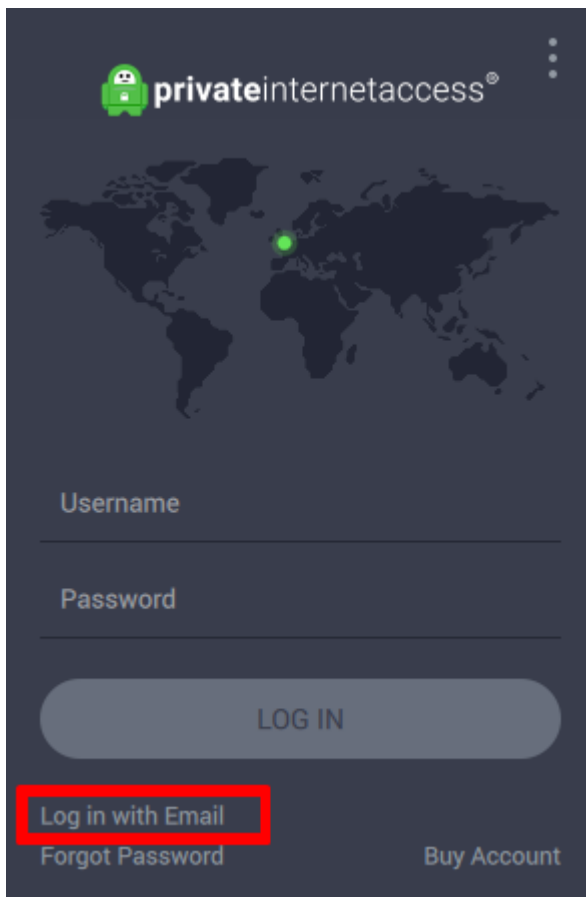 privateinternetaccess®
Username
Password
LOG IN
Log in with Email
Forgot Password Buy Account